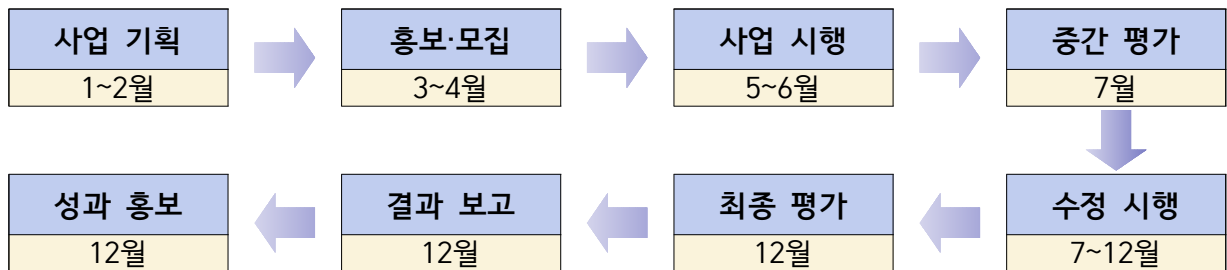 사업 기획
1~2월
홍보·모집
3~4월
사업 시행
5~6월
중간 평가
7월
수정 시행
7~12월
최종 평가
12월
결과 보고
12월
성과 홍보
12월